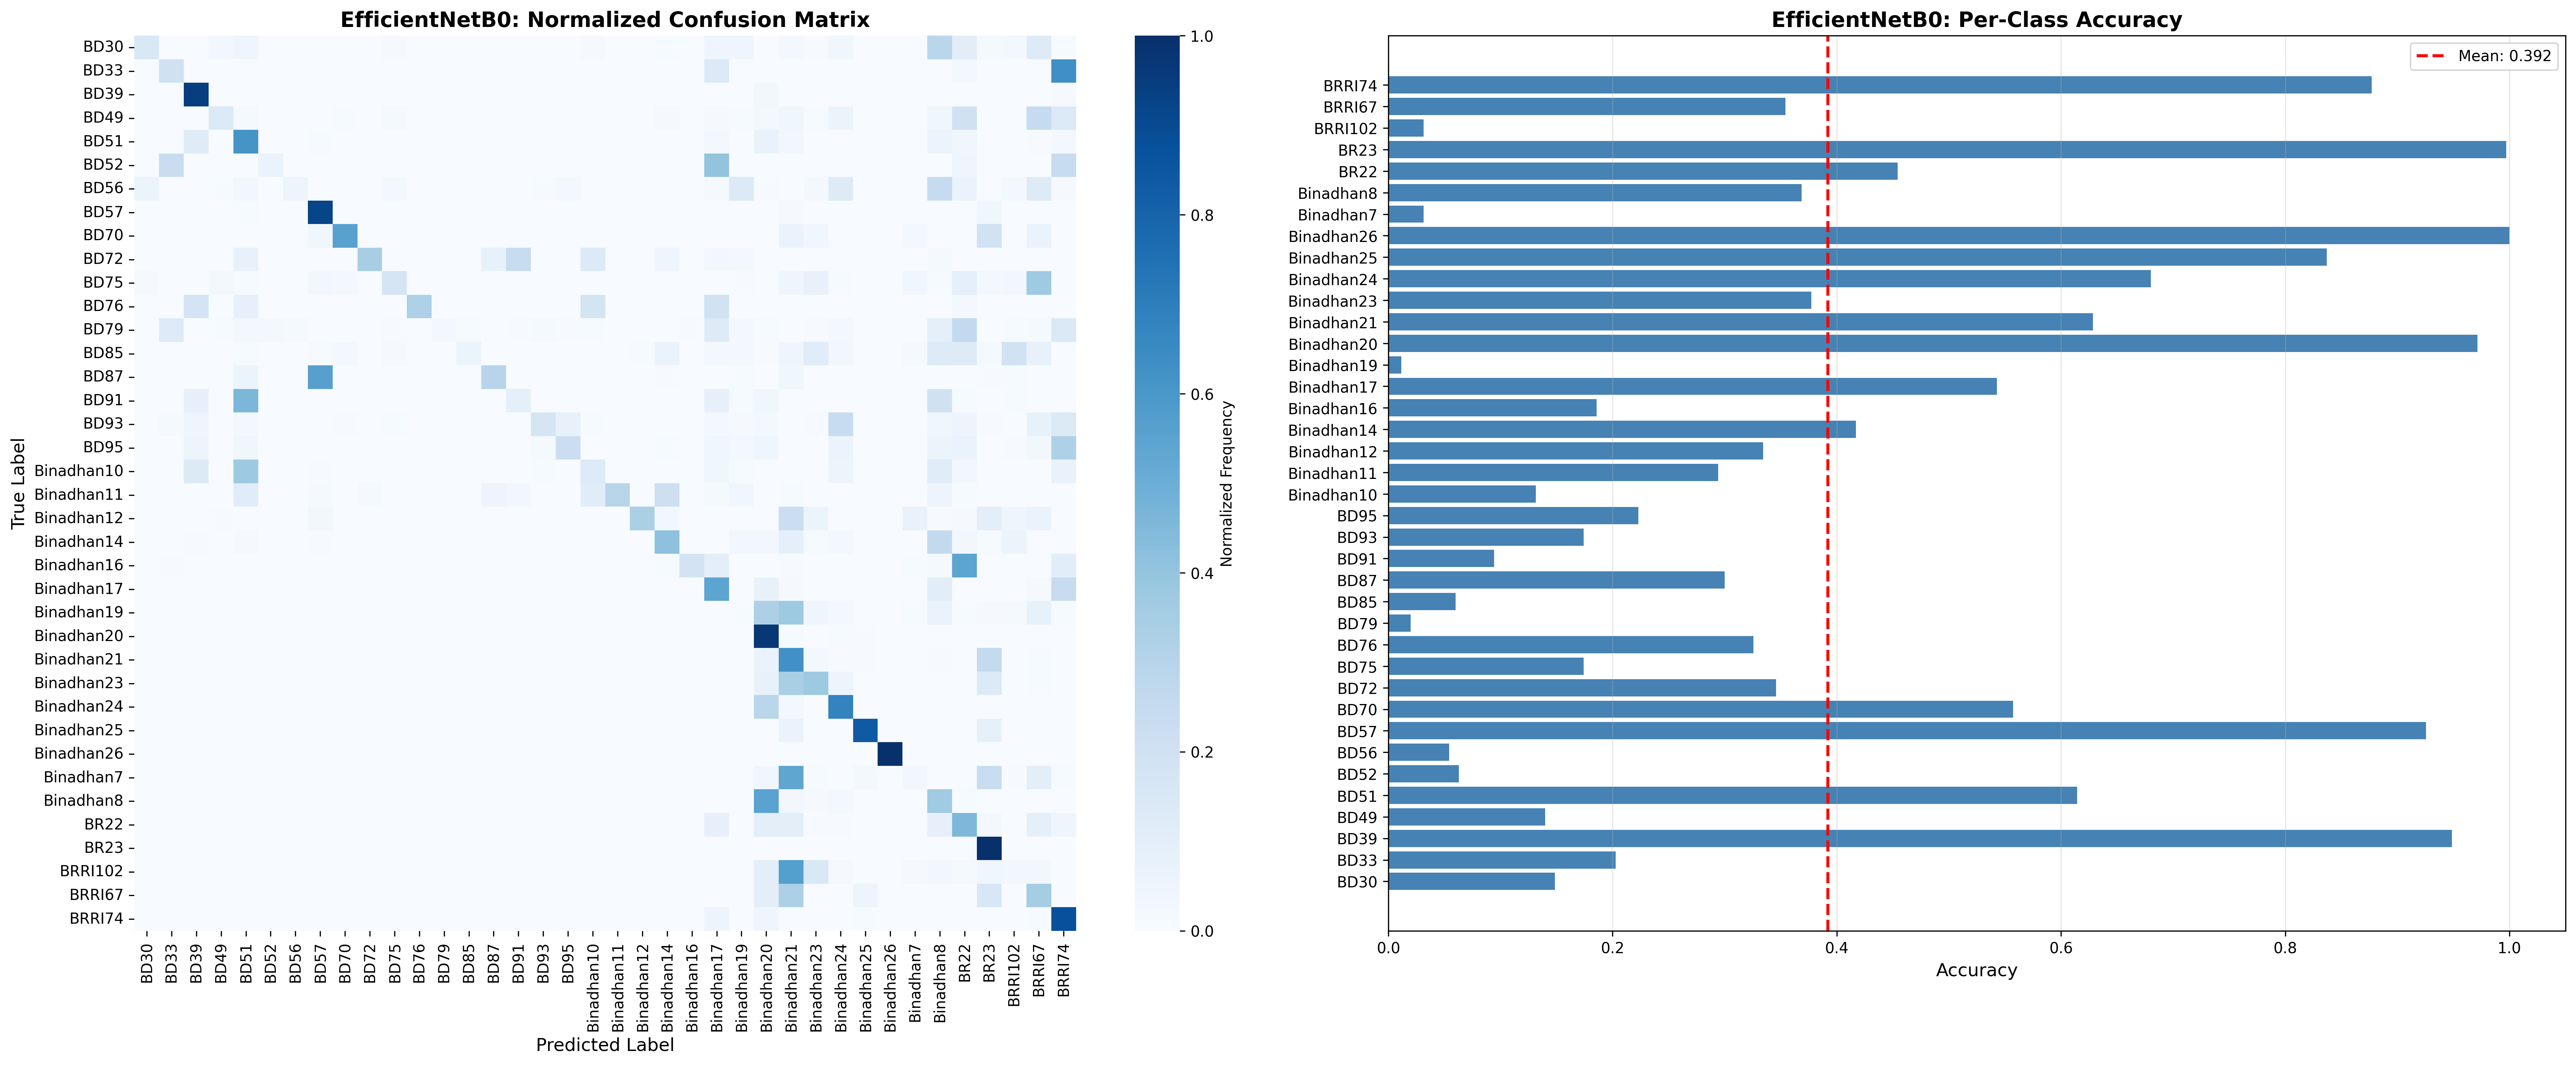 EfficientNetB0: Normalized Confusion Matrix
True Label
BD30
BD33
BD39
BD49
BD51
BD52
BD56
BD57
BD70
BD72
BD75
BD76
BD79
BD85
BD87
BD91
BD93
BD95
Binadhan10
Binadhan11
Binadhan12
Binadhan14
Binadhan16
Binadhan17
Binadhan19
Binadhan20
Binadhan21
Binadhan23
Binadhan24
Binadhan25
Binadhan26
Binadhan7
Binadhan8
BR22
BR23
BRRI102
BRRI67
BRRI74
BD30
BD33
BD39
BD49
BD51
BD52
BD56
BD57
BD70
BD72
BD75
BD76
BD79
BD85
BD87
BD91
BD93
BD95
Binadhan10
Binadhan11
Binadhan12
Binadhan14
Binadhan16
Binadhan17
Binadhan19
Binadhan20
Binadhan21
Binadhan23
Binadhan24
Binadhan25
Binadhan26
Binadhan7
Binadhan8
BR22
BR23
BRRI102
BRRI67
BRRI74
Predicted Label
1.0
0.8
0.6
0.4
0.2
0.0
Normalized Frequency
EfficientNetB0: Per-Class Accuracy
Mean: 0.392
BRRI74
BRRI67
BRRI102
BR23
BR22
Binadhan8
Binadhan7
Binadhan26
Binadhan25
Binadhan24
Binadhan23
Binadhan21
Binadhan20
Binadhan19
Binadhan17
Binadhan16
Binadhan14
Binadhan12
Binadhan11
Binadhan10
BD95
BD93
BD91
BD87
BD85
BD79
BD76
BD75
BD72
BD70
BD57
BD56
BD52
BD51
BD49
BD39
BD33
BD30
0.0 0.2 0.4 0.6 0.8 1.0
Accuracy